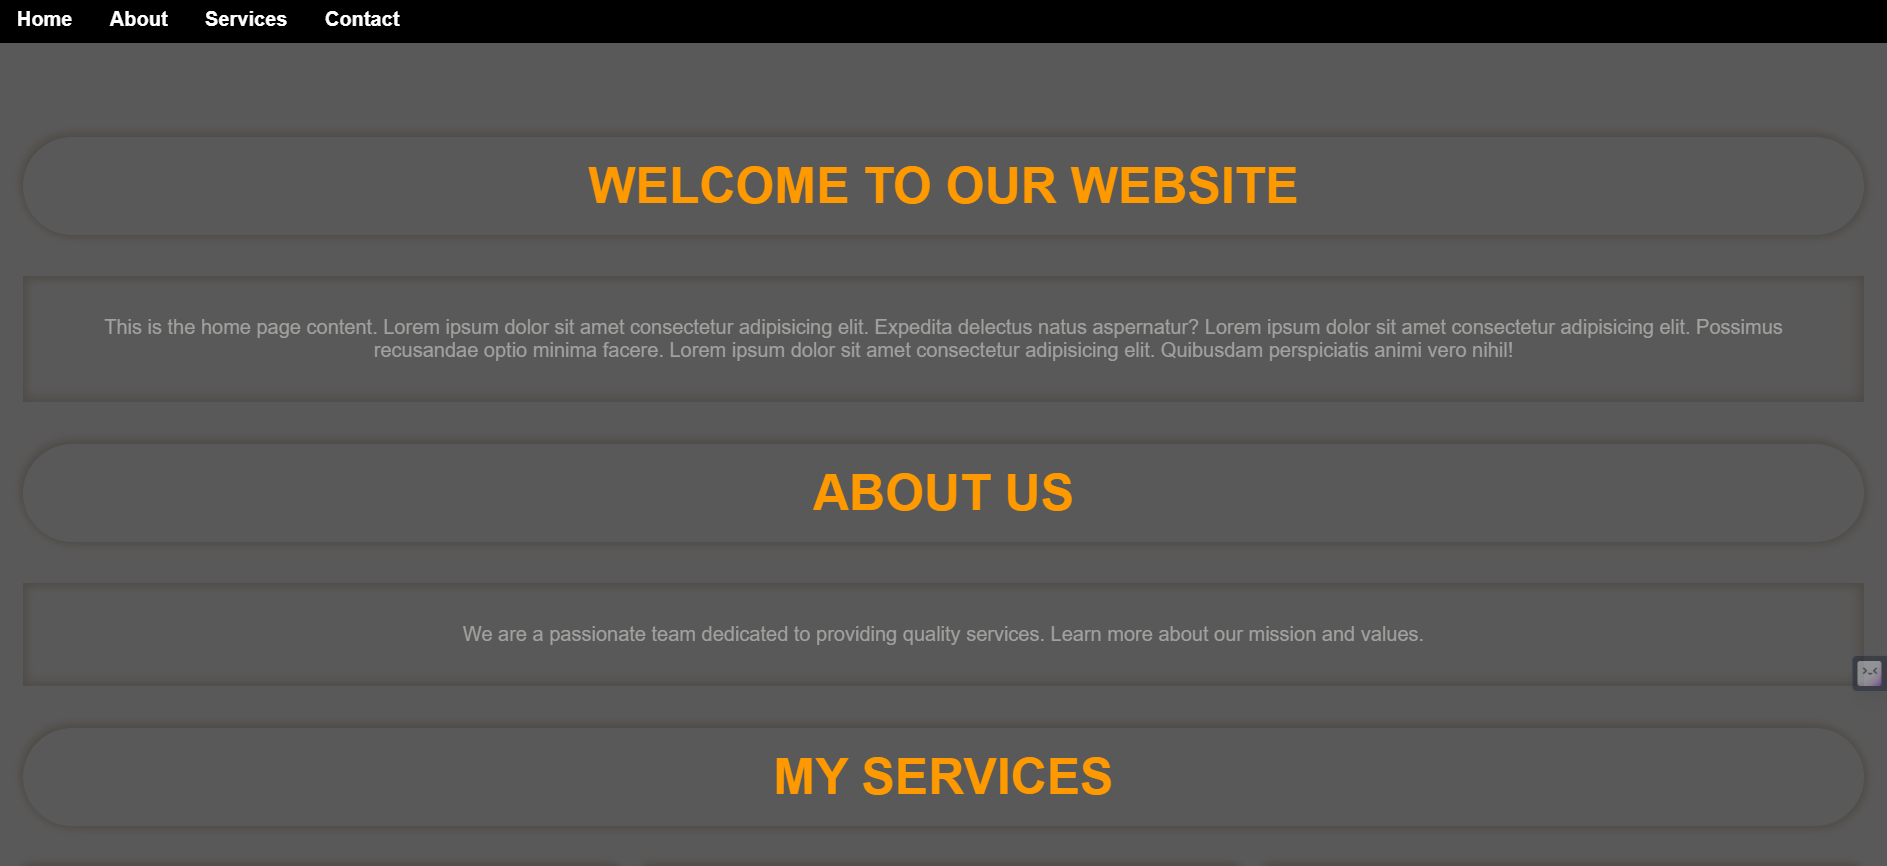 Home About Services Contact
WELCOME TO OUR WEBSITE
This is the home page content. Lorem ipsum dolor sit amet consectetur adipisicing elit. Expedita delectus natus aspernatur? Lorem ipsum dolor sit amet consectetur adipisicing elit. Possimus
recusandae optio minima facere. Lorem ipsum dolor sit amet consectetur adipisicing elit. Quibusdam perspiciatis animi vero nihil!
ABOUT US
We are a passionate team dedicated to providing quality services. Learn more about our mission and values.
MY SERVICES